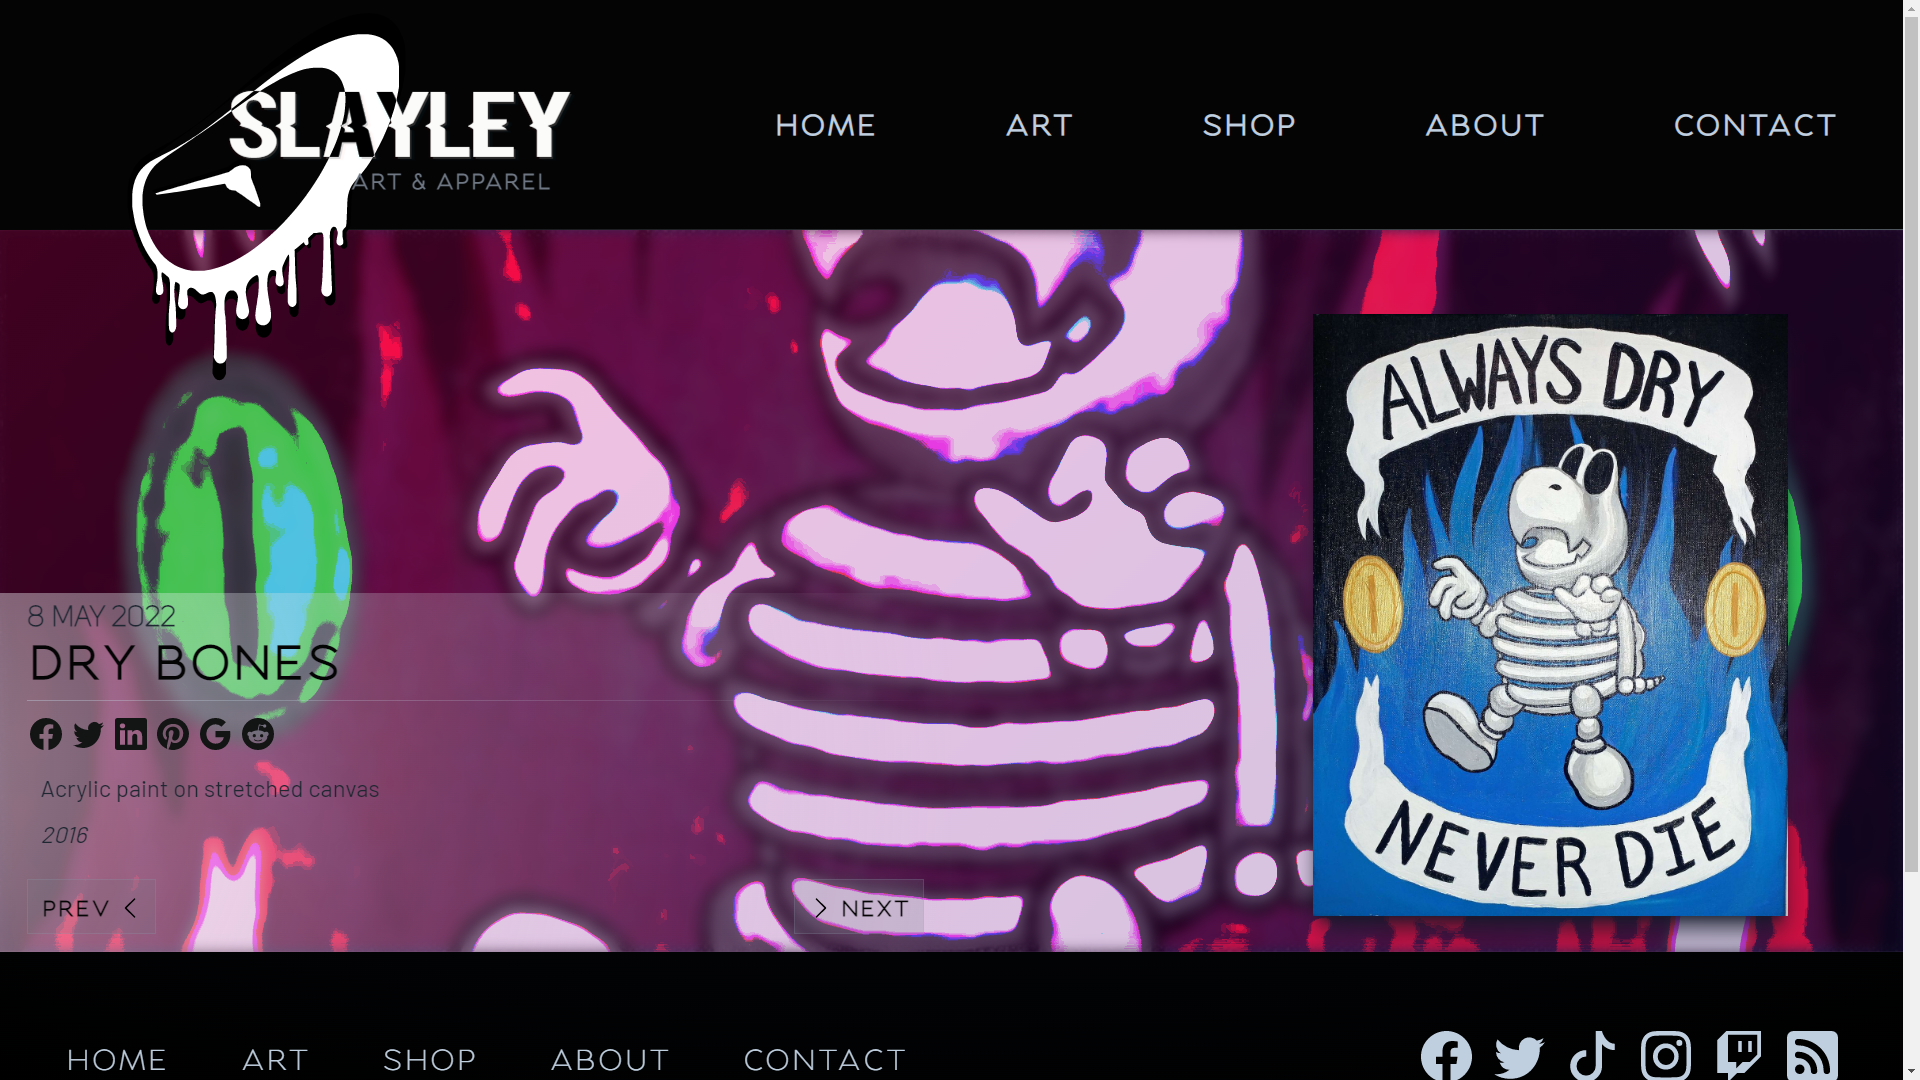 SLAYLEY
ART & APPAREL
HOME ART SHOP ABOUT CONTACT
ALWAYS DRY
NEVER DIE
8 MAY 2022
DRY BONES
Acrylic paint on stretched canvas
2016
PREV
NEXT
HOME ART SHOP ABOUT CONTACT